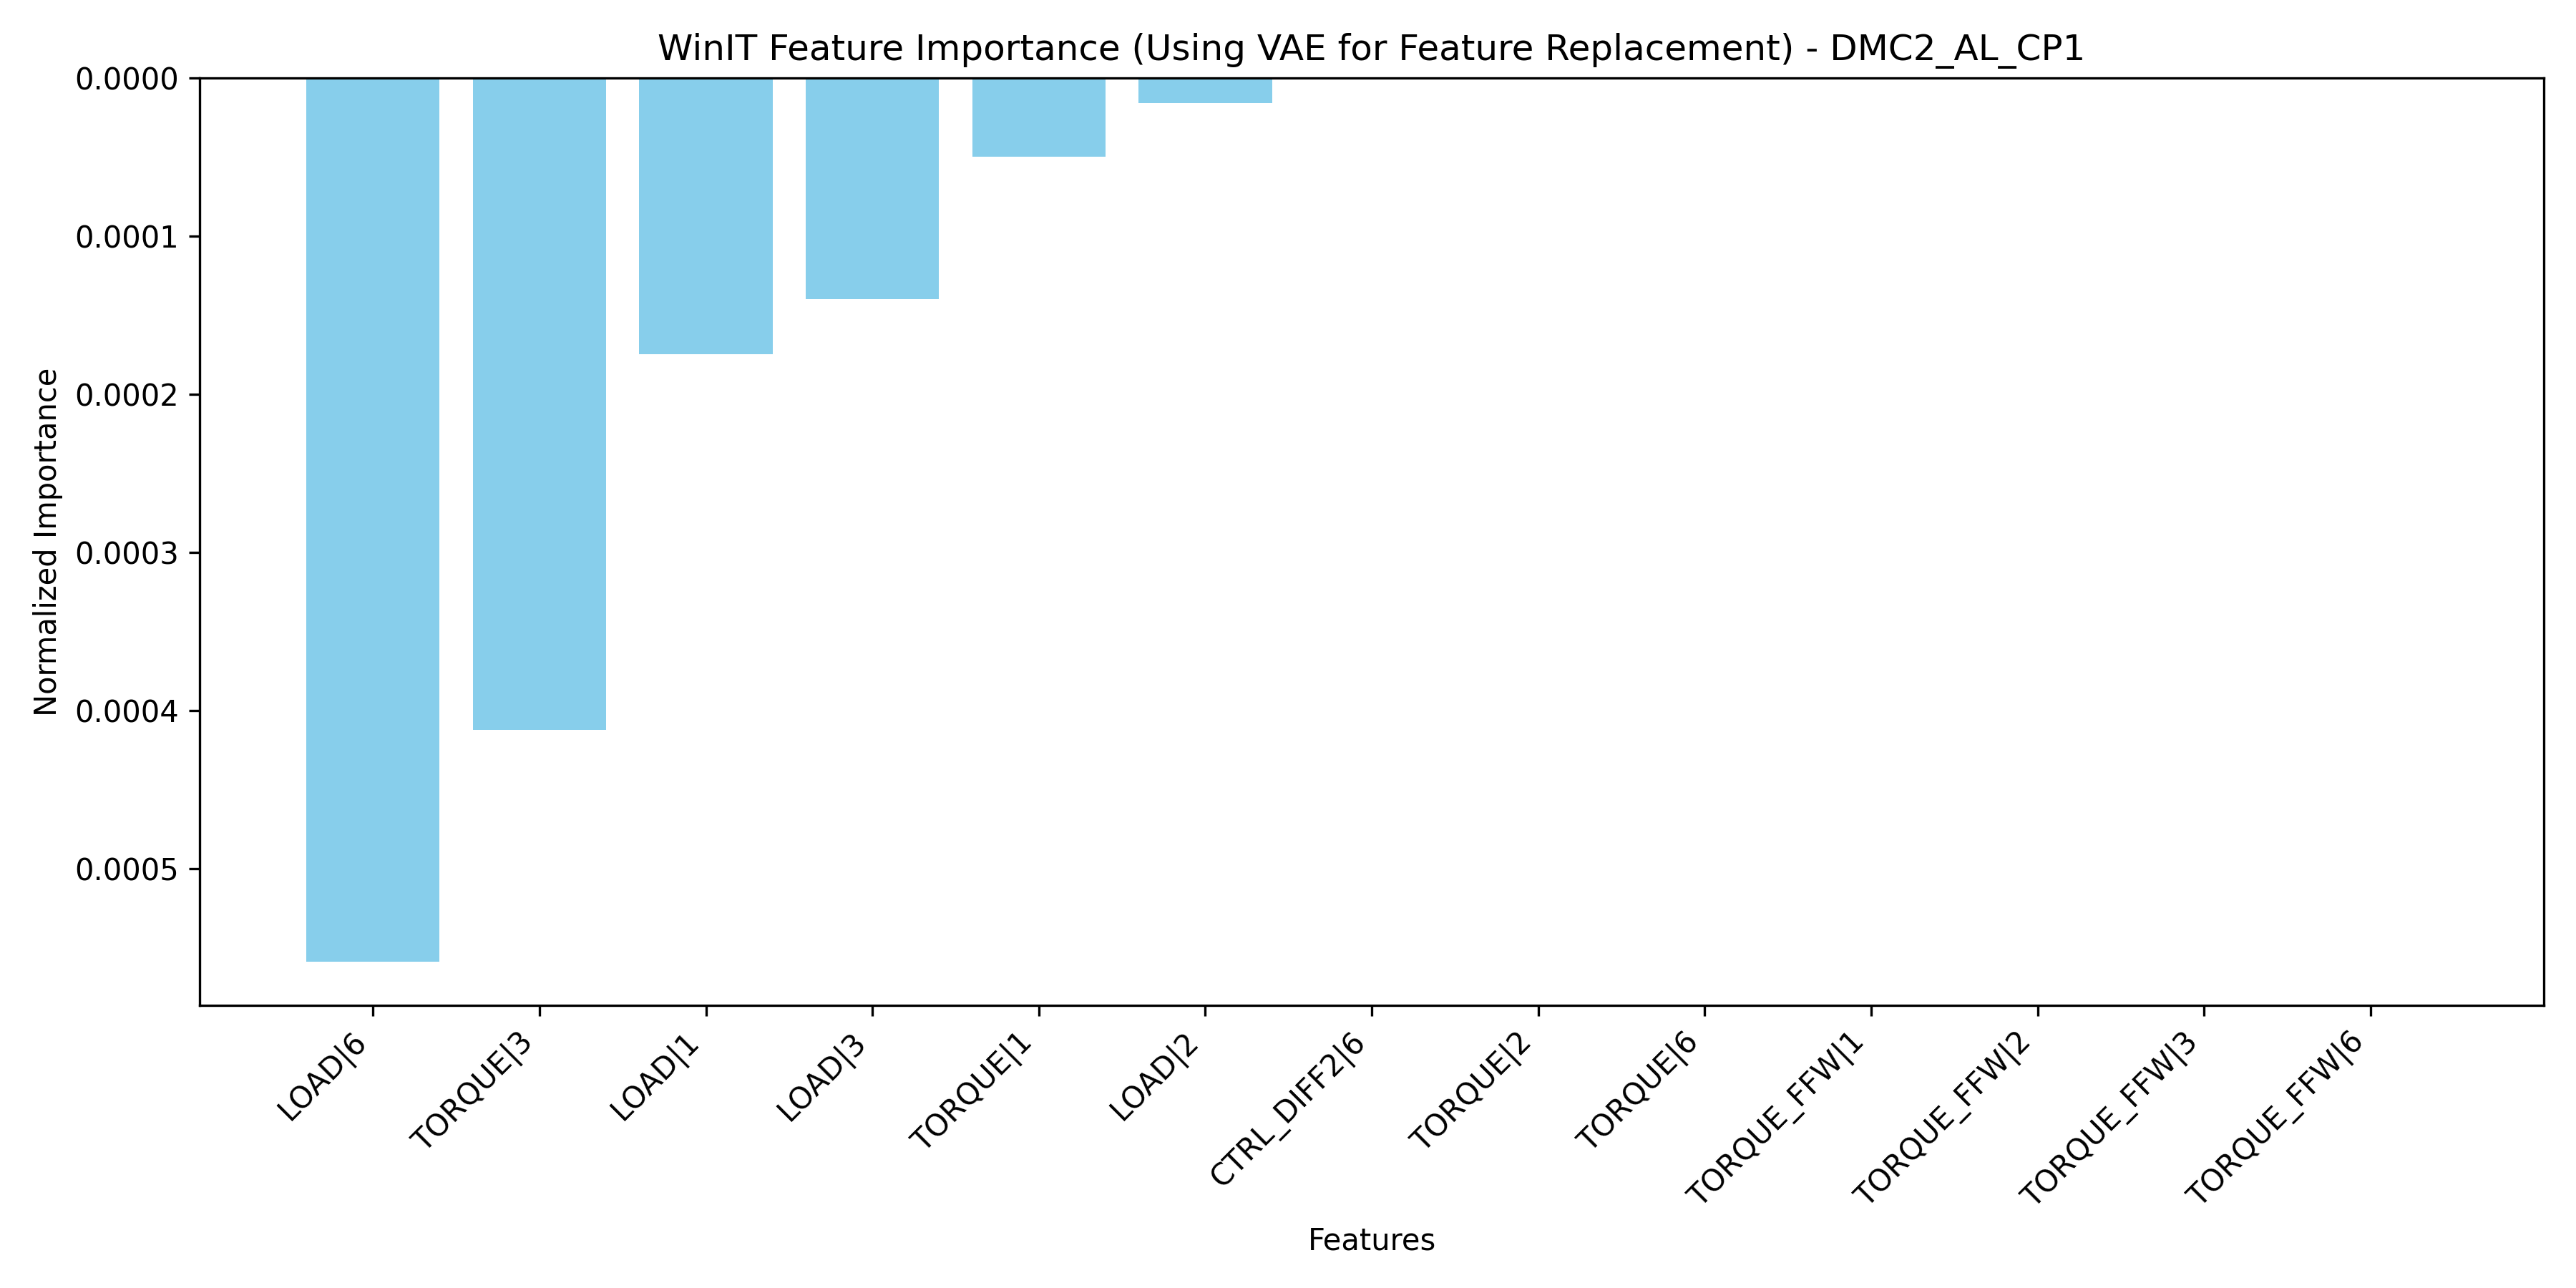 WinIT Feature Importance (Using VAE for Feature Replacement) - DMC2_AL_CP1
0.0000
0.0001
0.0002
0.0003
0.0004
0.0005
Normalized Importance
LOAD|6
TORQUE|3
LOAD|1
LOAD|3
TORQUE|1
LOAD|2
CTRL_DIFF2|6
TORQUE|2
TORQUE|6
TORQUE_FFW|1
TORQUE_FFW|2
TORQUE_FFW|3
TORQUE_FFW|6
Features